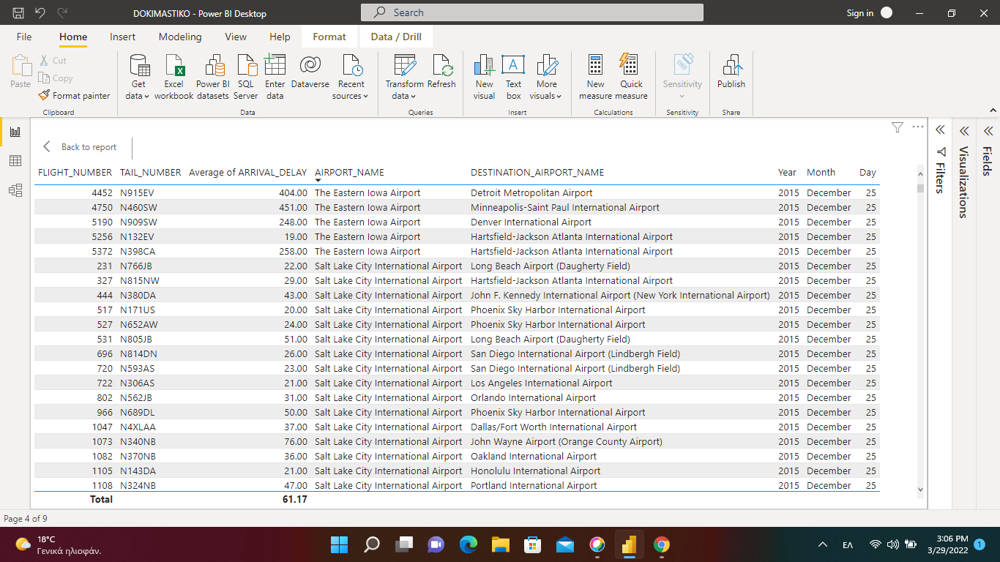 DOKIMASTIKO - Power BI Desktop
Search
Sign in
File Home Insert Modeling View Help Format Data / Drill
Paste
Cut
Copy
Format painter
Clipboard
Get data
Excel workbook
Power BI datasets
SQL Server
Enter data
Dataverse
Recent sources
Data
Transform data
Refresh
Queries
New visual
Text box
More visuals
Insert
New measure
Quick measure
Calculations
Sensitivity
Sensitivity
Publish
Share
Back to report
Filters
Visualizations
Fields
FLIGHT_NUMBER TAIL_NUMBER Average of ARRIVAL_DELAY AIRPORT_NAME DESTINATION_AIRPORT_NAME Year Month Day
4452 N915EV 404.00 The Eastern Iowa Airport Detroit Metropolitan Airport 2015 December 25
4750 N460SW 451.00 The Eastern Iowa Airport Minneapolis-Saint Paul International Airport 2015 December 25
5190 N909SW 248.00 The Eastern Iowa Airport Denver International Airport 2015 December 25
5256 N132EV 19.00 The Eastern Iowa Airport Hartsfield-Jackson Atlanta International Airport 2015 December 25
5372 N398CA 258.00 The Eastern Iowa Airport Hartsfield-Jackson Atlanta International Airport 2015 December 25
231 N766JB 22.00 Salt Lake City International Airport Long Beach Airport (Daugherty Field) 2015 December 25
327 N815NW 29.00 Salt Lake City International Airport Hartsfield-Jackson Atlanta International Airport 2015 December 25
444 N380DA 43.00 Salt Lake City International Airport John F. Kennedy International Airport (New York International Airport) 2015 December 25
517 N171US 20.00 Salt Lake City International Airport Phoenix Sky Harbor International Airport 2015 December 25
527 N652AW 24.00 Salt Lake City International Airport Phoenix Sky Harbor International Airport 2015 December 25
531 N805JB 51.00 Salt Lake City International Airport Long Beach Airport (Daugherty Field) 2015 December 25
696 N814DN 26.00 Salt Lake City International Airport San Diego International Airport (Lindbergh Field) 2015 December 25
720 N593AS 23.00 Salt Lake City International Airport San Diego International Airport (Lindbergh Field) 2015 December 25
722 N306AS 21.00 Salt Lake City International Airport Los Angeles International Airport 2015 December 25
802 N562JB 31.00 Salt Lake City International Airport Orlando International Airport 2015 December 25
966 N689DL 50.00 Salt Lake City International Airport Phoenix Sky Harbor International Airport 2015 December 25
1047 N4XLAA 37.00 Salt Lake City International Airport Dallas/Fort Worth International Airport 2015 December 25
1073 N340NB 76.00 Salt Lake City International Airport John Wayne Airport (Orange County Airport) 2015 December 25
1082 N370NB 36.00 Salt Lake City International Airport Oakland International Airport 2015 December 25
1105 N143DA 21.00 Salt Lake City International Airport Honolulu International Airport 2015 December 25
1108 N324NB 47.00 Salt Lake City International Airport Portland International Airport 2015 December 25
Total 61.17
Page 4 of 9
18°C
Γενικά ηλιοφάν.
ΕΛ
3:06 PM
3/29/2022
1